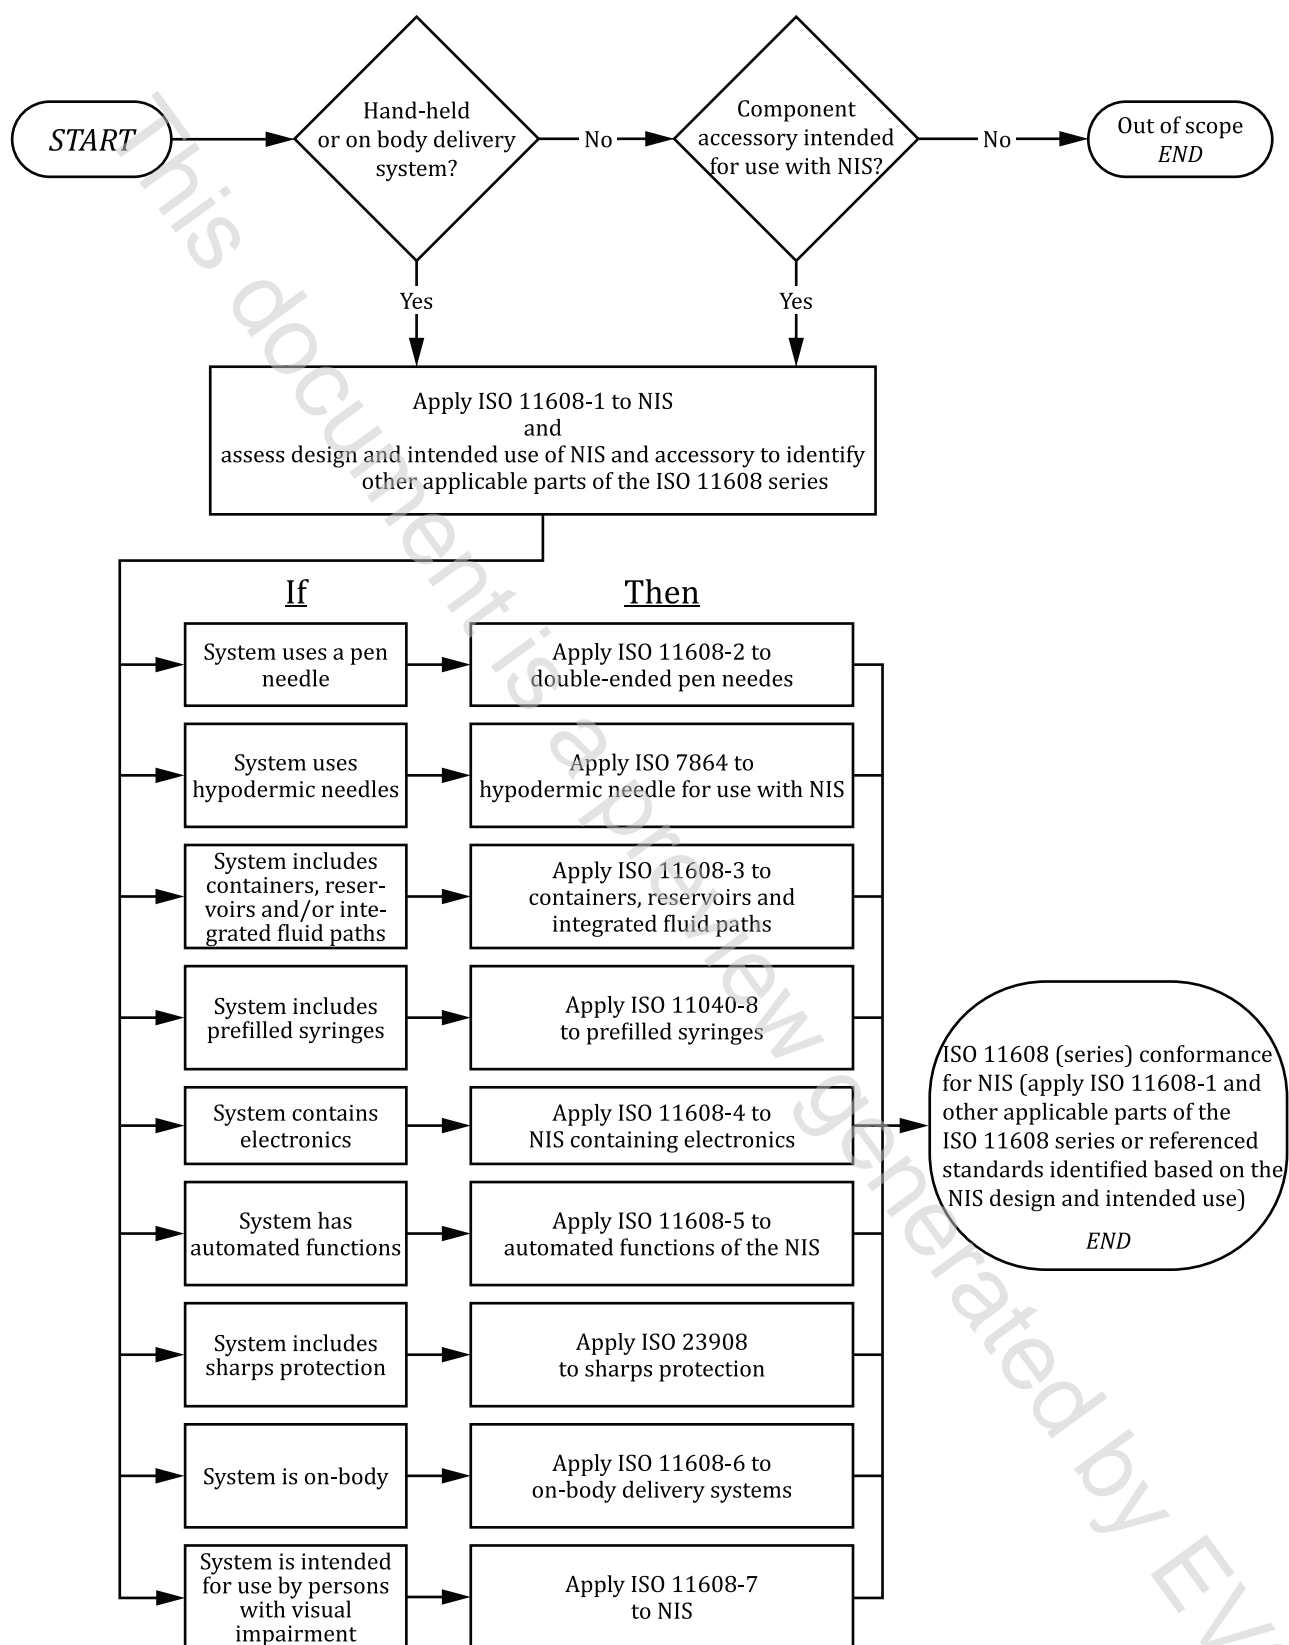 START
Hand-held
or on body delivery
system?
No
Component
accessory intended
for use with NIS?
No
Out of scope
END
Yes
Yes
Apply ISO 11608-1 to NIS
and
assess design and intended use of NIS and accessory to identify
other applicable parts of the ISO 11608 series
If
Then
System uses a pen
needle
Apply ISO 11608-2 to
double-ended pen needes
System uses
hypodermic needles
Apply ISO 7864 to
hypodermic needle for use with NIS
System includes
containers, reser-
voirs and/or inte-
grated fluid paths
Apply ISO 11608-3 to
containers, reservoirs and
integrated fluid paths
System includes
prefilled syringes
Apply ISO 11040-8
to prefilled syringes
System contains
electronics
Apply ISO 11608-4 to
NIS containing electronics
System has
automated functions
Apply ISO 11608-5 to
automated functions of the NIS
System includes
sharps protection
Apply ISO 23908
to sharps protection
System is on-body
Apply ISO 11608-6 to
on-body delivery systems
System is intended
for use by persons
with visual
impairment
Apply ISO 11608-7
to NIS
ISO 11608 (series) conformance
for NIS (apply ISO 11608-1 and
other applicable parts of the
ISO 11608 series or referenced
standards identified based on the
NIS design and intended use)
END
This document is a preview generated by EV